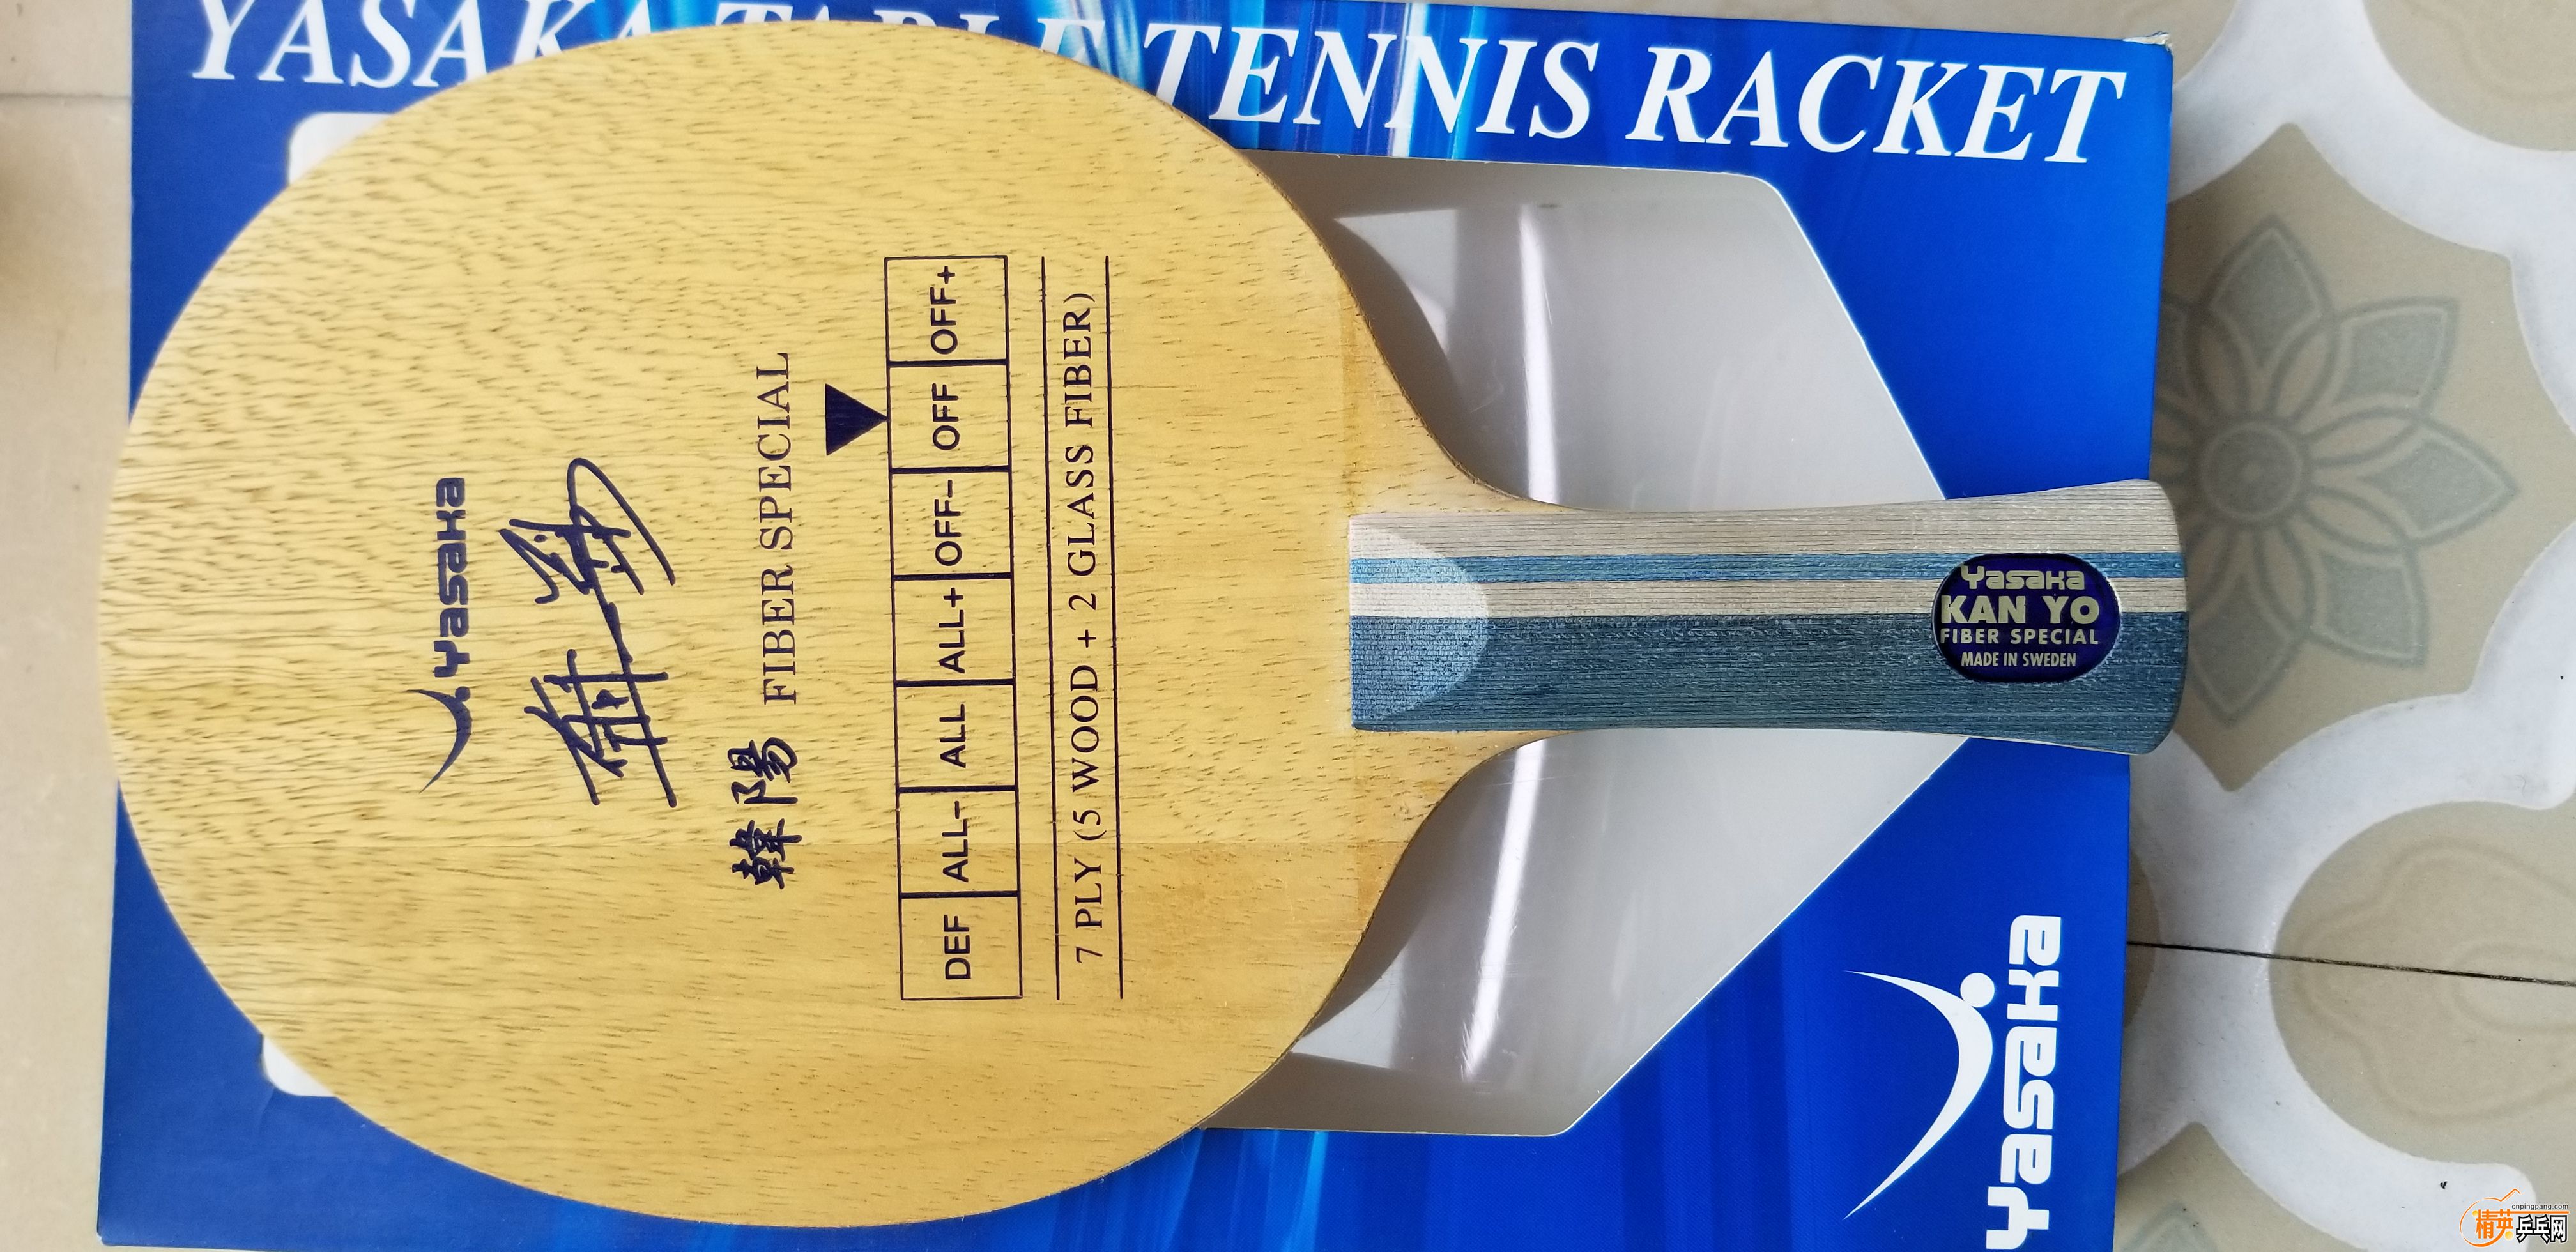 YASAKA TABLE TENNIS RACKET
Yasaka
韓陽 FIBER SPECIAL
DEF ALL- ALL ALL+ OFF- OFF OFF+
7 PLY (5 WOOD + 2 GLASS FIBER)
Yasaka
KAN YO
FIBER SPECIAL
MADE IN SWEDEN
Yasaka
cnpingpang.com
精英乒乓网